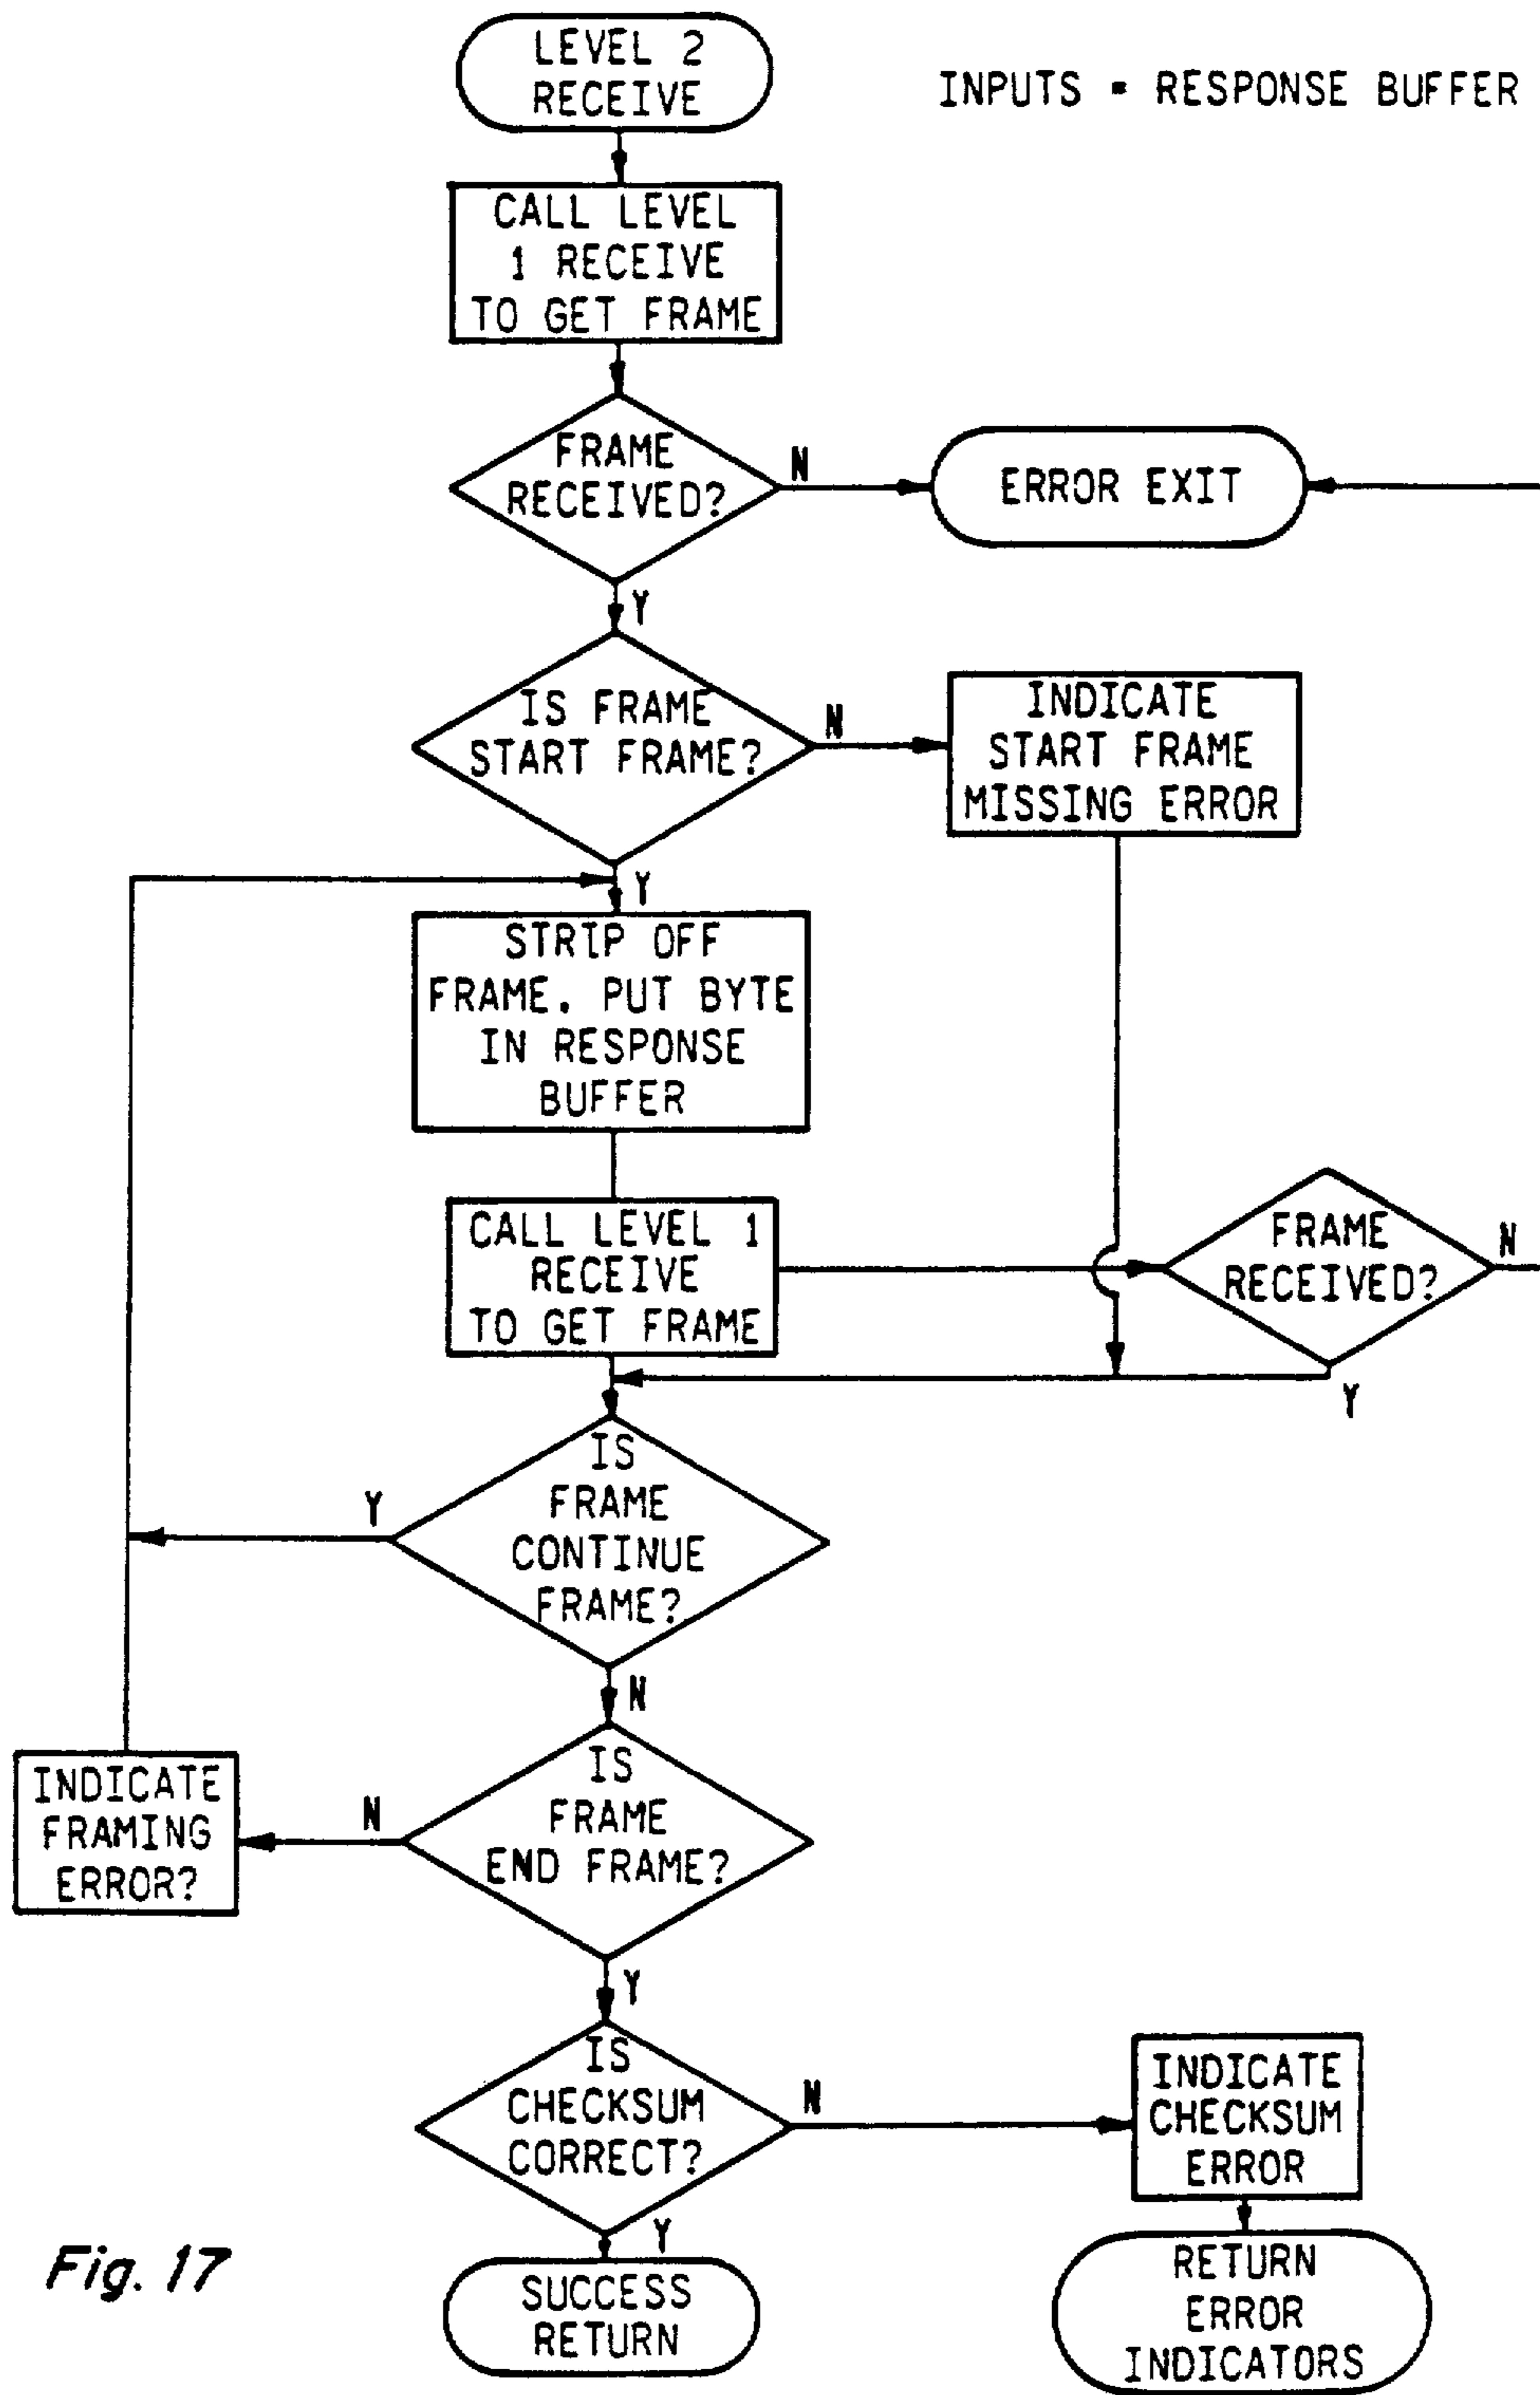 LEVEL 2
RECEIVE
INPUTS = RESPONSE BUFFER
CALL LEVEL
1 RECEIVE
TO GET FRAME
FRAME
RECEIVED?
N
ERROR EXIT
Y
IS FRAME
START FRAME?
N
INDICATE
START FRAME
MISSING ERROR
Y
STRIP OFF
FRAME. PUT BYTE
IN RESPONSE
BUFFER
CALL LEVEL 1
RECEIVE
TO GET FRAME
FRAME
RECEIVED?
N
Y
IS
FRAME
CONTINUE
FRAME?
Y
N
IS
FRAME
END FRAME?
N
INDICATE
FRAMING
ERROR?
Y
IS
CHECKSUM
CORRECT?
N
INDICATE
CHECKSUM
ERROR
Y
SUCCESS
RETURN
RETURN
ERROR
INDICATORS
Fig. 17